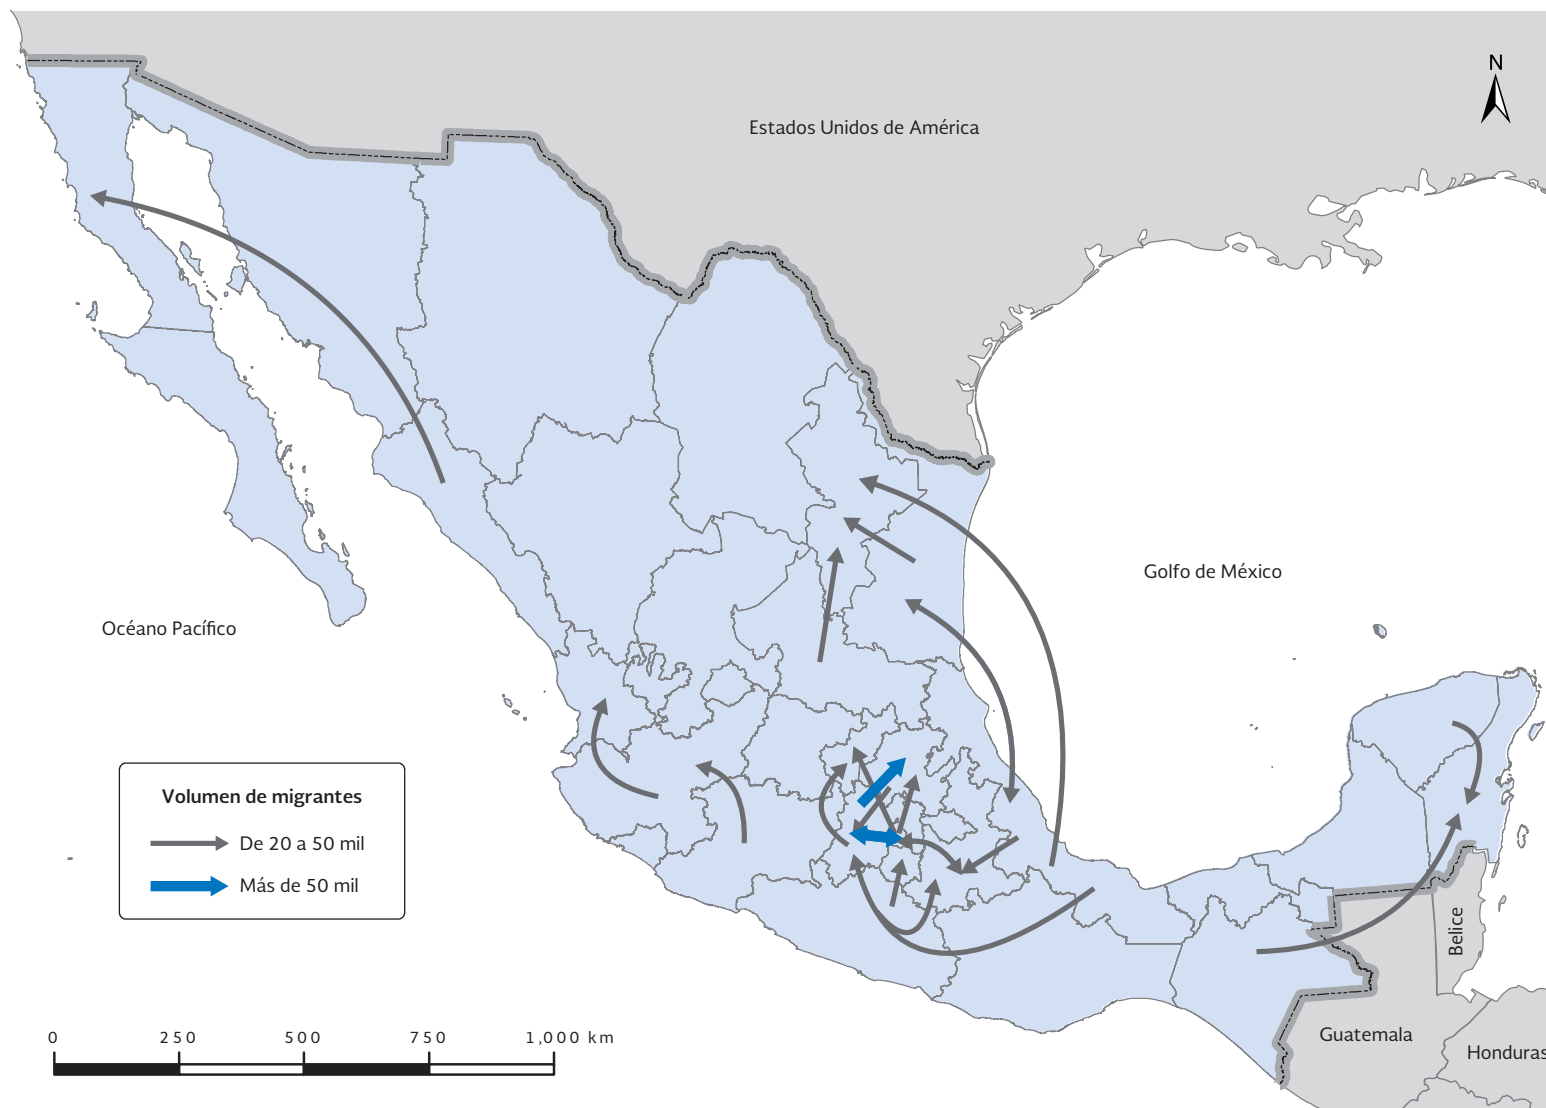 N
Estados Unidos de América
Golfo de México
Océano Pacífico
Volumen de migrantes
De 20 a 50 mil
Más de 50 mil
Belice
Guatemala
Honduras
0 250 500 750 1,000 km